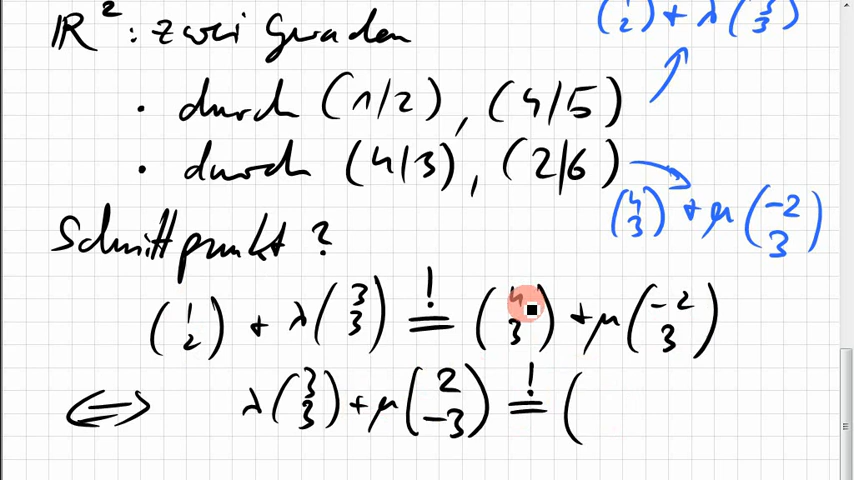 (1 2) + λ (3 3)
ℝ²: zwei Geraden
· durch (1/2), (4/5)
· durch (4|3), (2/6)
(4 3) + μ (-2 3)
Schnittpunkt?
(1 2) + λ (3 3) =! (4 3) + μ (-2 3)
⟺ λ (3 3) + μ (2 -3) =! (